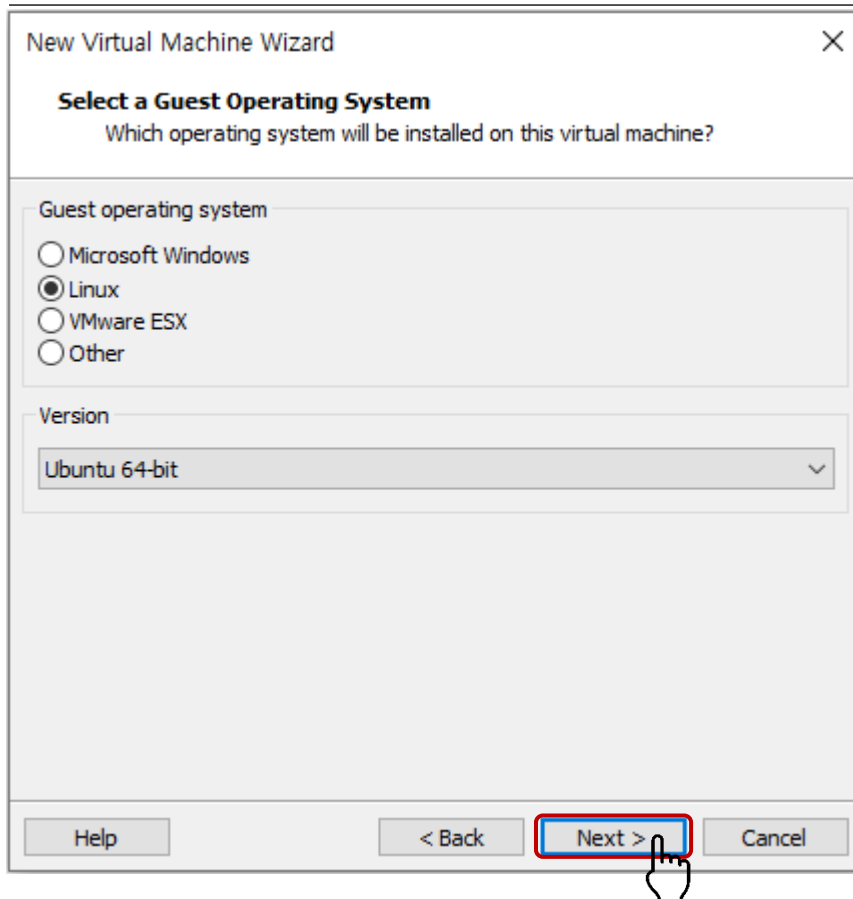 New Virtual Machine Wizard
Select a Guest Operating System
Which operating system will be installed on this virtual machine?
Guest operating system
Microsoft Windows
Linux
VMware ESX
Other
Version
Ubuntu 64-bit
Help < Back Next > Cancel